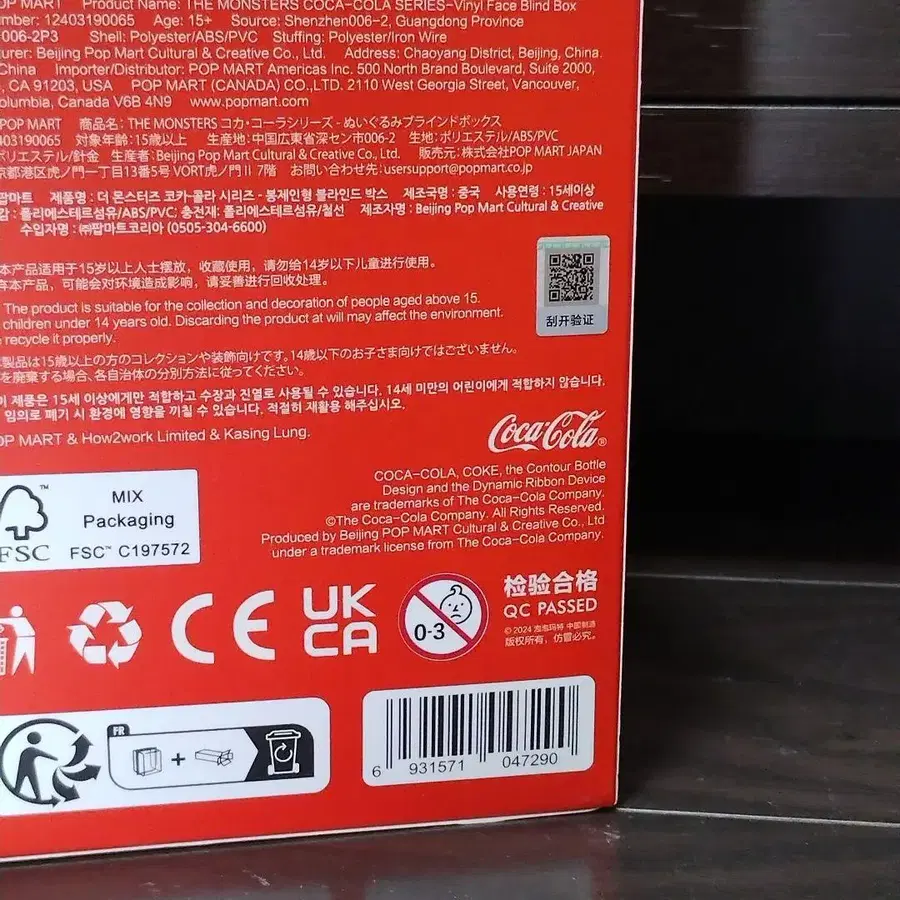 POP MART Product Name: THE MONSTERS COCA-COLA SERIES-Vinyl Face Blind Box
12403190065 Age: 15+ Source: Shenzhen006-2, Guangdong Province
006-2P3 Shell: Polyester/ABS/PVC Stuffing: Polyester/Iron Wire
Beijing Pop Mart Cultural & Creative Co., Ltd. Address: Chaoyang District, Beijing, China.
China Importer/Distributor: POP MART Americas Inc. 500 North Brand Boulevard, Suite 2000,
CA 91203, USA POP MART (CANADA) CO.,LTD. 2110 West Georgia Street, Vancouver,
Canada V6B 4N9 www.popmart.com
POP MART 商品名: THE MONSTERS コカ・コーラシリーズ - ぬいぐるみブラインドボックス
403190065 対象年齢: 15歳以上 生産地:中国広東省深セン市006-2 生地: ポリエステル/ABS/PVC
ポリエステル/針金 生産者: Beijing Pop Mart Cultural & Creative Co., Ltd. 販売元: 株式会社POP MART JAPAN
京都港区虎ノ門一丁目13番5号 VORT虎ノ門II 7階 お問い合わせ先: usersupport@popmart.co.jp
팝마트 제품명 : 더 몬스터즈 코카-콜라 시리즈 - 봉제인형 블라인드 박스 제조국명 : 중국 사용연령 : 15세이상
감 : 폴리에스테르섬유/ABS/PVC; 충전재: 폴리에스테르섬유/철선 제조자명 : Beijing Pop Mart Cultural & Creative
수입자명 : ㈜팝마트코리아 (0505-304-6600)
本产品适用于15岁以上人士摆放，收藏使用，请勿给14岁以下儿童进行使用。
弃本产品，可能会对环境造成影响，请妥善进行回收处理。
The product is suitable for the collection and decoration of people aged above 15.
children under 14 years old. Discarding the product at will may affect the environment.
recycle it properly.
製品は15歳以上の方のコレクションや装飾向けです。14歳以下のお子さま向けではございません。
を廃棄する場合、各自治体の分別方法に従ってください。
이 제품은 15세 이상에게만 적합하고 수장과 진열로 사용될 수 있습니다. 14세 미만의 어린이에게 적합하지 않습니다.
임의로 폐기 시 환경에 영향을 끼칠 수 있습니다. 적절히 재활용 해주십시오.
POP MART & How2work Limited & Kasing Lung.
刮开验证
Coca-Cola®
COCA-COLA, COKE, the Contour Bottle
Design and the Dynamic Ribbon Device
are trademarks of The Coca-Cola Company.
©The Coca-Cola Company. All Rights Reserved.
Produced by Beijing POP MART Cultural & Creative Co., Ltd
under a trademark license from The Coca-Cola Company.
FSC
MIX
Packaging
FSC™ C197572
CE
UK
CA
0-3
检验合格
QC PASSED
© 2024 泡泡玛特 中国制造
版权所有，仿冒必究。
FR
6 931571 047290